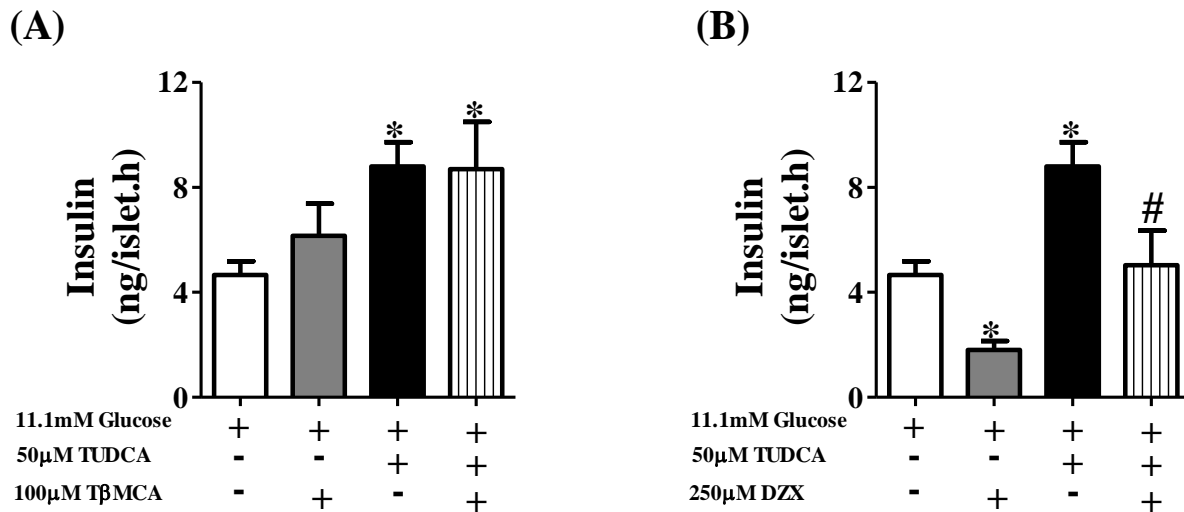 (A)
Insulin
(ng/islet.h)
12
8
4
0
* *
11.1mM Glucose + + + +
50μM TUDCA - - + +
100μM TβMCA - + - +
(B)
Insulin
(ng/islet.h)
12
8
4
0
* * #
11.1mM Glucose + + + +
50μM TUDCA - - + +
250μM DZX - + - +